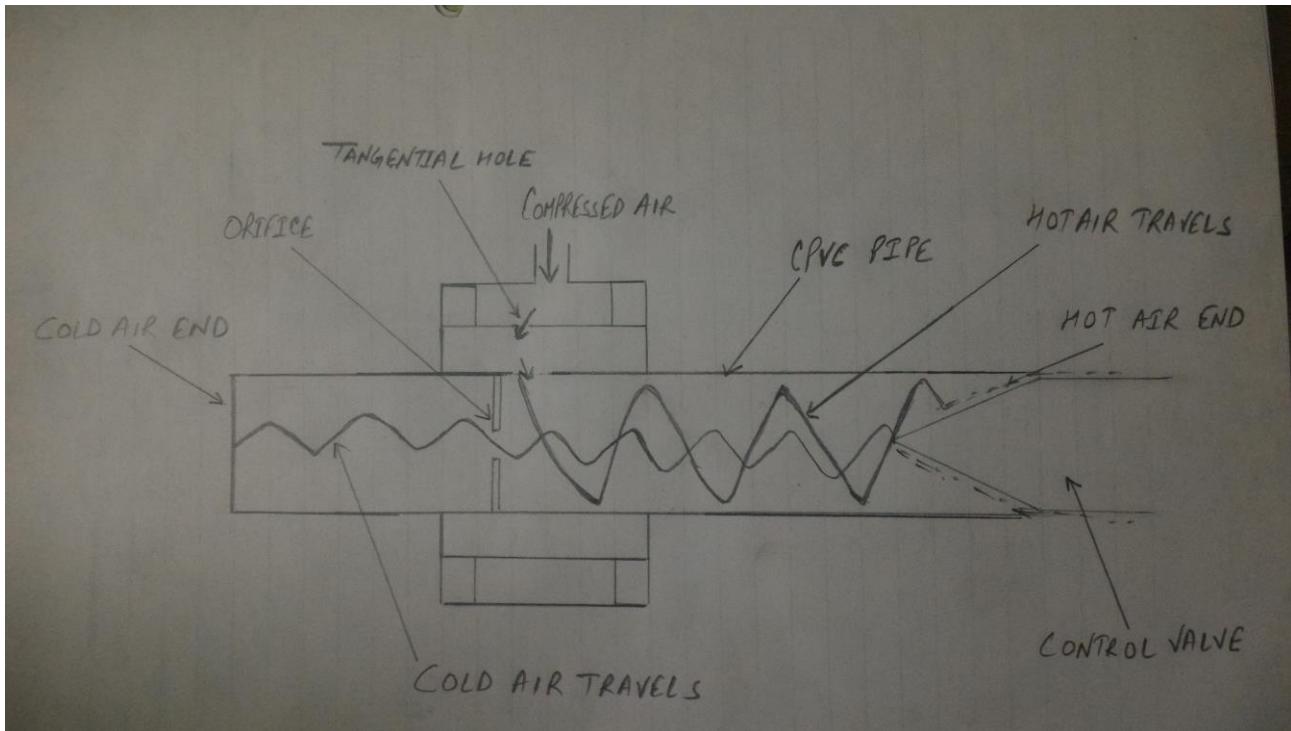 TANGENTIAL HOLE
COMPRESSED AIR
ORIFICE
HOT AIR TRAVELS
CPVC PIPE
COLD AIR END
HOT AIR END
CONTROL VALVE
COLD AIR TRAVELS